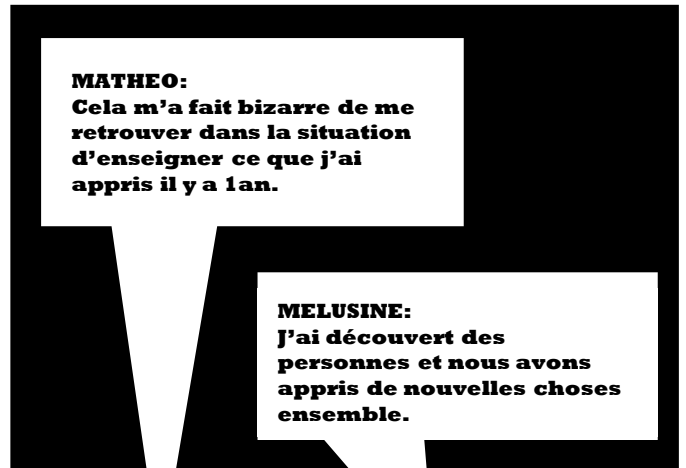 MATHEO:
Cela m’a fait bizarre de me
retrouver dans la situation
d’enseigner ce que j’ai
appris il y a 1an.
MELUSINE:
J’ai découvert des
personnes et nous avons
appris de nouvelles choses
ensemble.